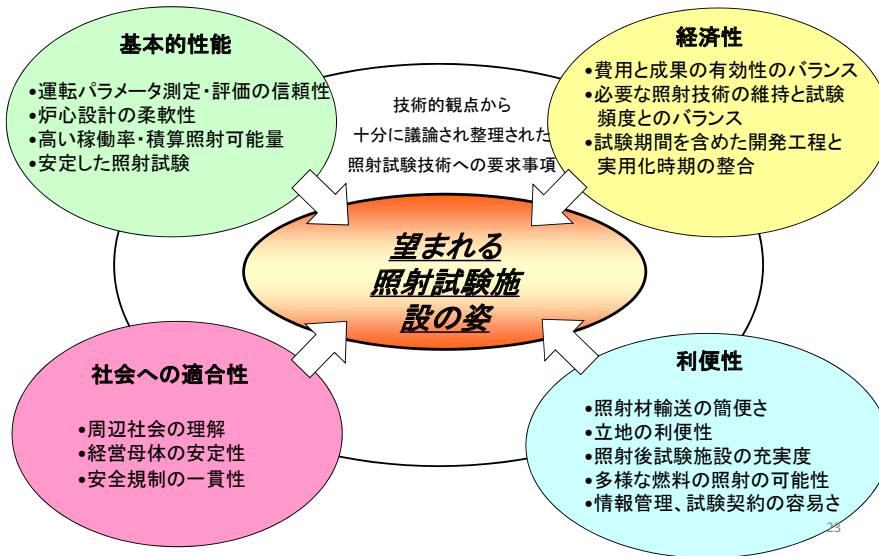 基本的性能
•運転パラメータ測定・評価の信頼性
•炉心設計の柔軟性
•高い稼働率・積算照射可能量
•安定した照射試験
技術的観点から
十分に議論され整理された
照射試験技術への要求事項
経済性
•費用と成果の有効性のバランス
•必要な照射技術の維持と試験
頻度とのバランス
•試験期間を含めた開発工程と
実用化時期の整合
望まれる
照射試験施
設の姿
社会への適合性
•周辺社会の理解
•経営母体の安定性
•安全規制の一貫性
利便性
•照射材輸送の簡便さ
•立地の利便性
•照射後試験施設の充実度
•多様な燃料の照射の可能性
•情報管理、試験契約の容易さ
23